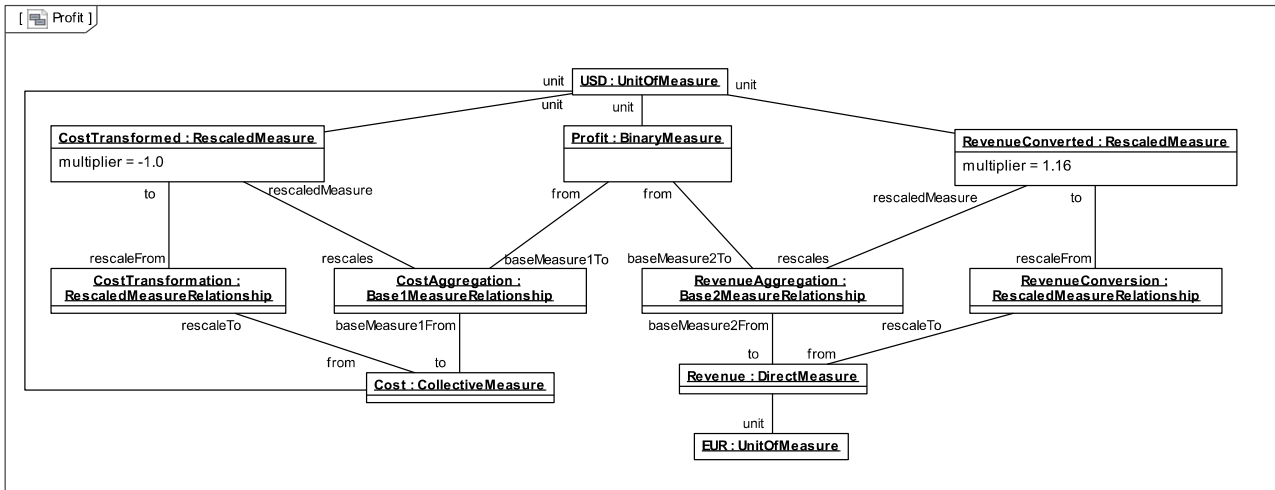 [ Profit ]
USD : UnitOfMeasure
unit
unit
unit
unit
CostTransformed : RescaledMeasure
multiplier = -1.0
Profit : BinaryMeasure
RevenueConverted : RescaledMeasure
multiplier = 1.16
to
rescaledMeasure
from
from
rescaledMeasure
to
rescaleFrom
rescales
baseMeasure1To
baseMeasure2To
rescales
rescaleFrom
CostTransformation :
RescaledMeasureRelationship
CostAggregation :
Base1MeasureRelationship
RevenueAggregation :
Base2MeasureRelationship
RevenueConversion :
RescaledMeasureRelationship
rescaleTo
baseMeasure1From
baseMeasure2From
rescaleTo
from
to
to
from
Cost : CollectiveMeasure
Revenue : DirectMeasure
unit
EUR : UnitOfMeasure